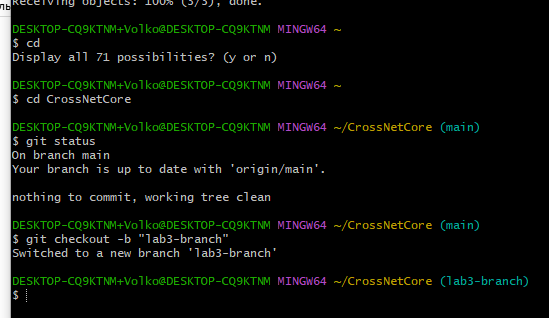 ль
Receiving objects: 100% (3/3), done.
DESKTOP-CQ9KTNM+Volko@DESKTOP-CQ9KTNM MINGW64 ~
$ cd
Display all 71 possibilities? (y or n)
DESKTOP-CQ9KTNM+Volko@DESKTOP-CQ9KTNM MINGW64 ~
$ cd CrossNetCore
DESKTOP-CQ9KTNM+Volko@DESKTOP-CQ9KTNM MINGW64 ~/CrossNetCore (main)
$ git status
On branch main
Your branch is up to date with 'origin/main'.
nothing to commit, working tree clean
DESKTOP-CQ9KTNM+Volko@DESKTOP-CQ9KTNM MINGW64 ~/CrossNetCore (main)
$ git checkout -b "lab3-branch"
Switched to a new branch 'lab3-branch'
DESKTOP-CQ9KTNM+Volko@DESKTOP-CQ9KTNM MINGW64 ~/CrossNetCore (lab3-branch)
$